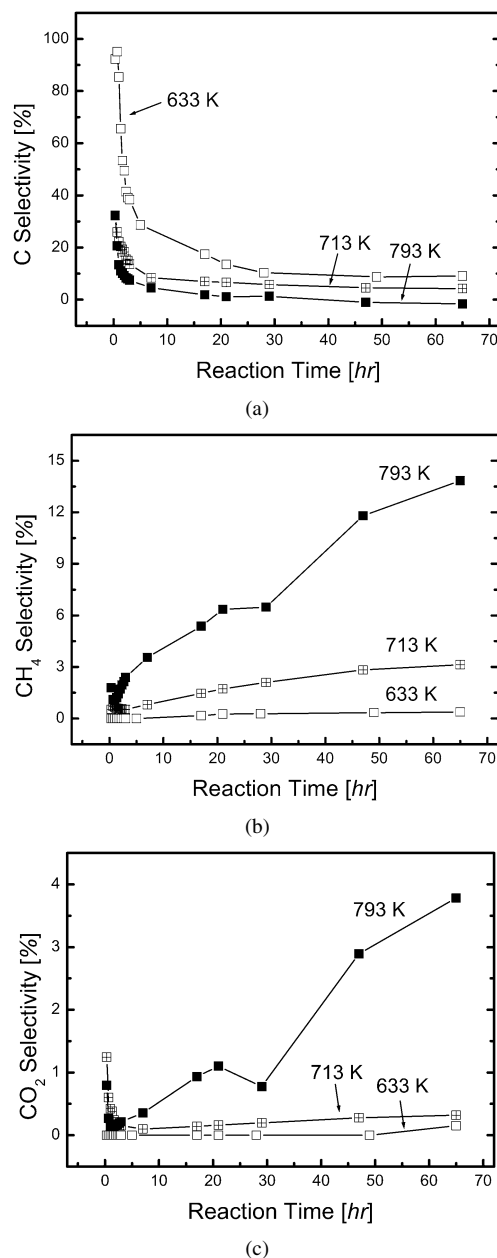 100
80
60
40
20
0
C Selectivity [%]
633 K
713 K
793 K
0 10 20 30 40 50 60 70
Reaction Time [hr]
(a)
15
12
9
6
3
0
CH4 Selectivity [%]
793 K
713 K
633 K
0 10 20 30 40 50 60 70
Reaction Time [hr]
(b)
4
3
2
1
0
CO2 Selectivity [%]
793 K
713 K
633 K
0 10 20 30 40 50 60 70
Reaction Time [hr]
(c)